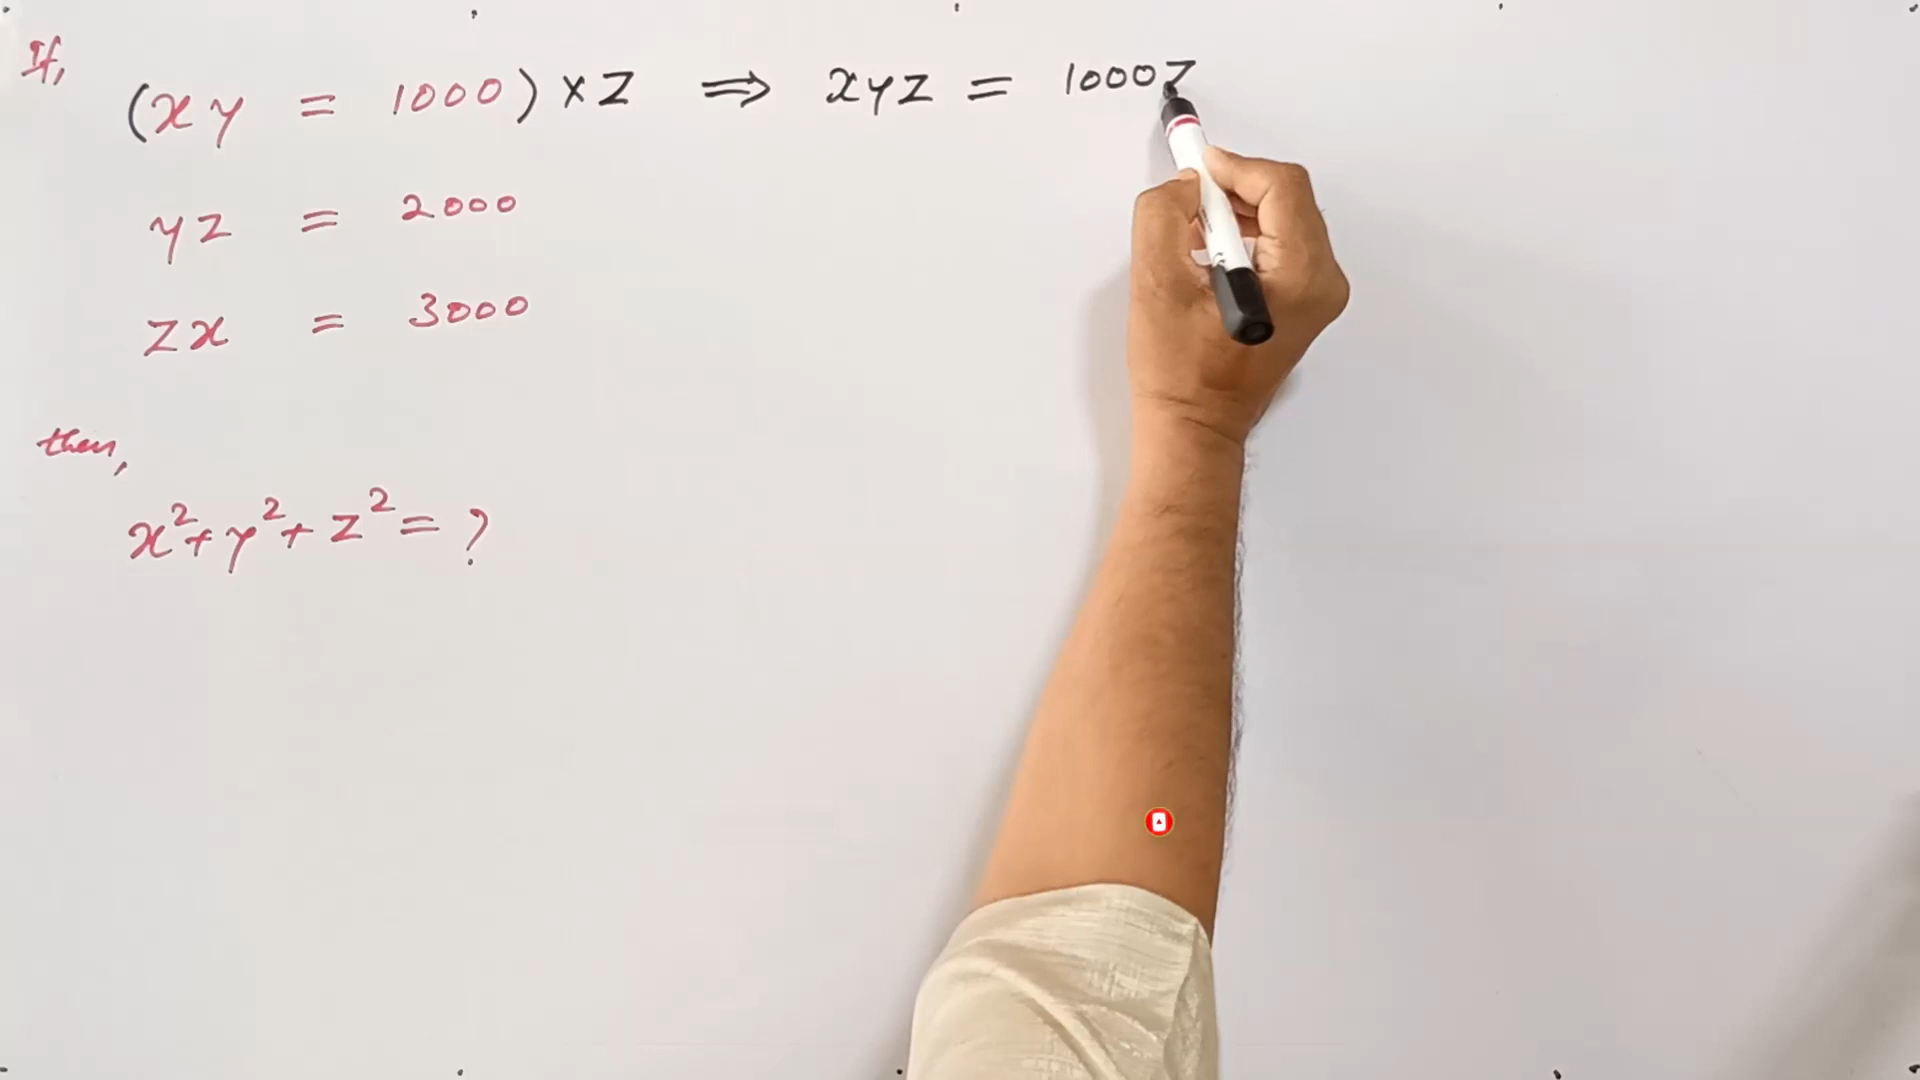 If,
(xy = 1000) × z ⇒ xyz = 1000z
yz = 2000
zx = 3000
then,
x² + y² + z² = ?